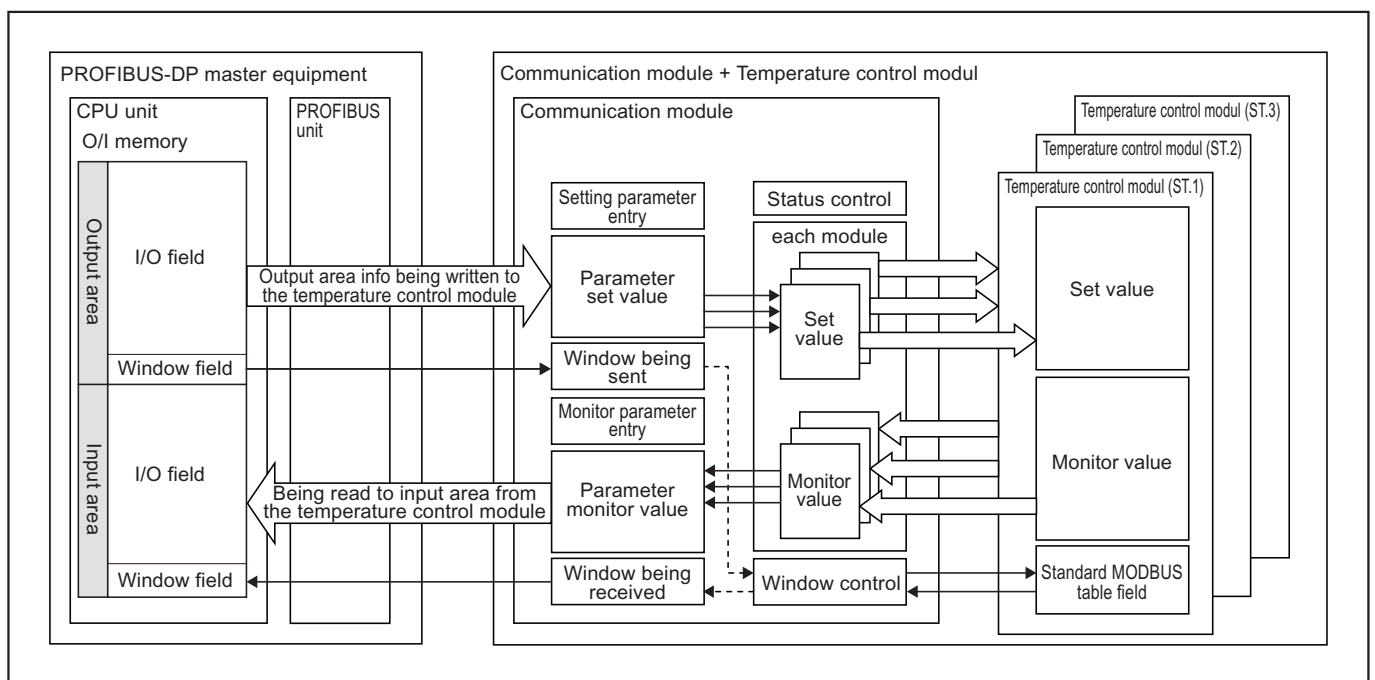 PROFIBUS-DP master equipment
CPU unit
O/I memory
PROFIBUS
unit
Output area
I/O field
Window field
Input area
I/O field
Window field
Output area info being written to
the temperature control module
Being read to input area from
the temperature control module
Communication module + Temperature control modul
Communication module
Setting parameter
entry
Parameter
set value
Window being
sent
Monitor parameter
entry
Parameter
monitor value
Window being
received
Status control
each module
Set
value
Monitor
value
Window control
Temperature control modul (ST.3)
Temperature control modul (ST.2)
Temperature control modul (ST.1)
Set value
Monitor value
Standard MODBUS
table field